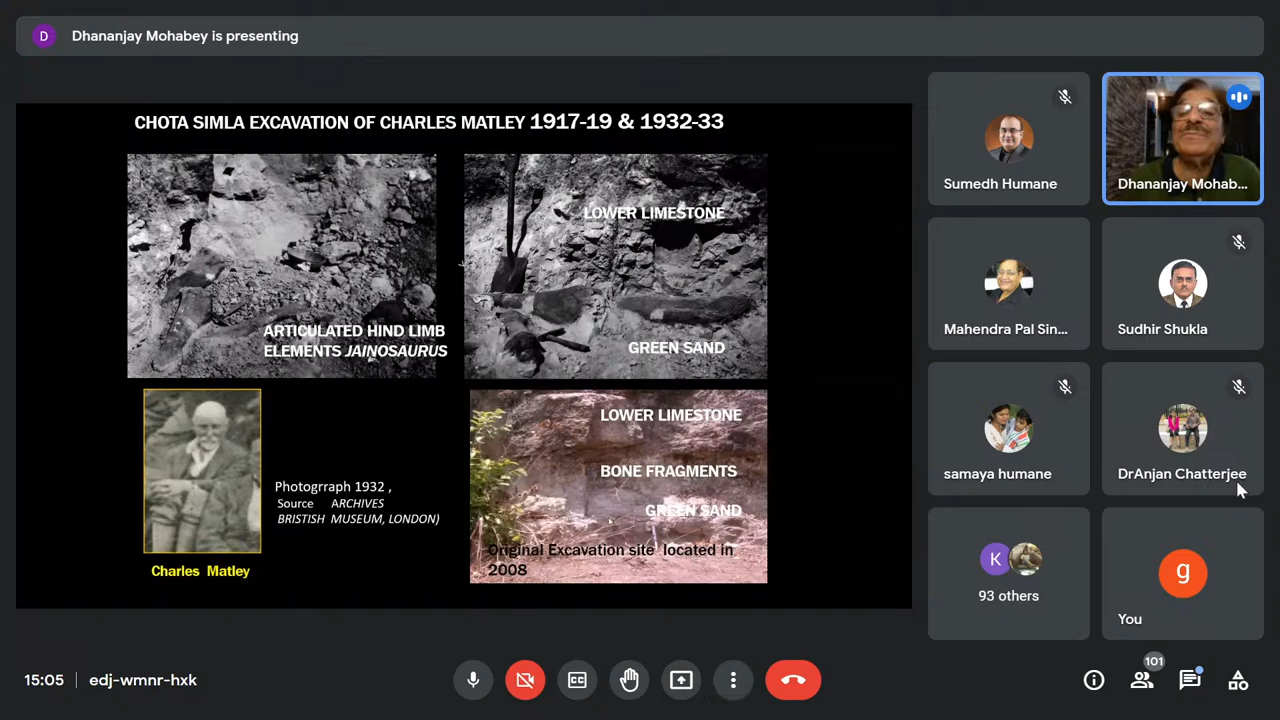 D
Dhananjay Mohabey is presenting
CHOTA SIMLA EXCAVATION OF CHARLES MATLEY 1917-19 & 1932-33
LOWER LIMESTONE
ARTICULATED HIND LIMB
ELEMENTS JAINOSAURUS
GREEN SAND
LOWER LIMESTONE
BONE FRAGMENTS
GREEN SAND
Original Excavation site located in
2008
Photogrraph 1932 ,
Source ARCHIVES
BRISTISH MUSEUM, LONDON)
Charles Matley
Sumedh Humane
Dhananjay Mohab...
Mahendra Pal Sin...
Sudhir Shukla
samaya humane
DrAnjan Chatterjee
K
93 others
g
You
15:05
edj-wmnr-hxk
CC
101